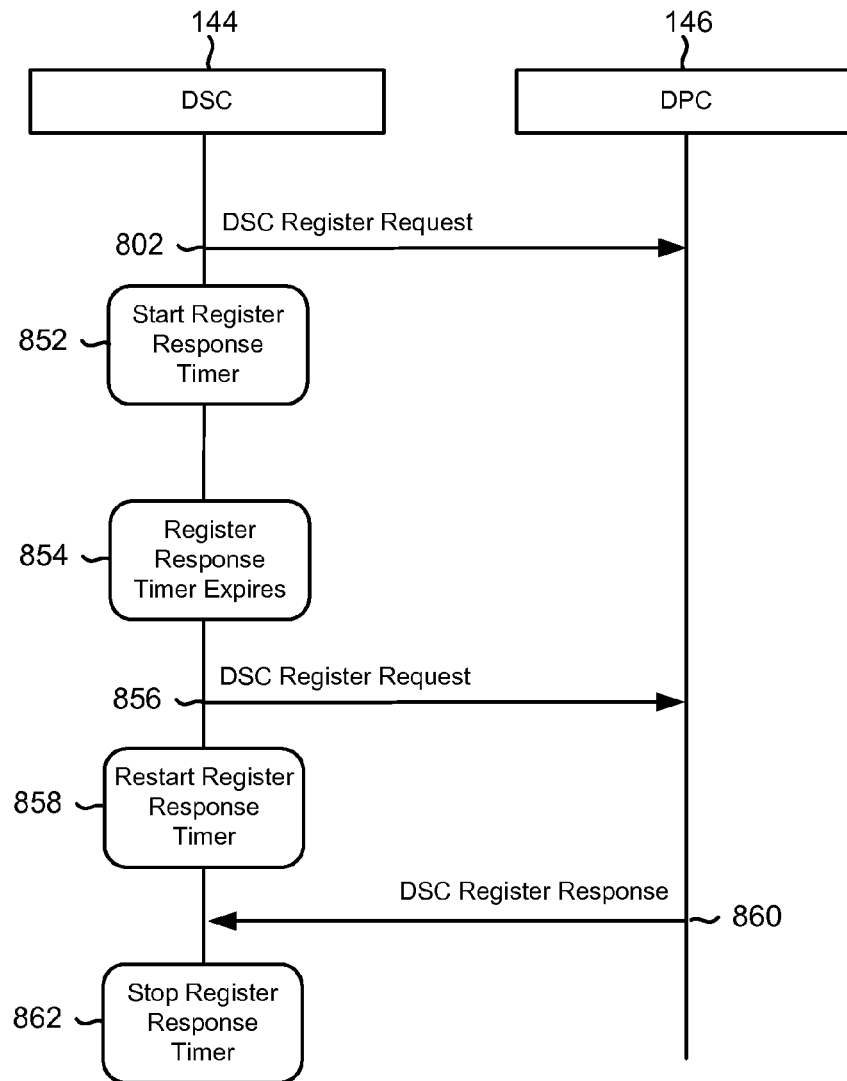 144
146
DSC
DPC
DSC Register Request
802
852
Start Register
Response
Timer
854
Register
Response
Timer Expires
DSC Register Request
856
858
Restart Register
Response
Timer
DSC Register Response
860
862
Stop Register
Response
Timer